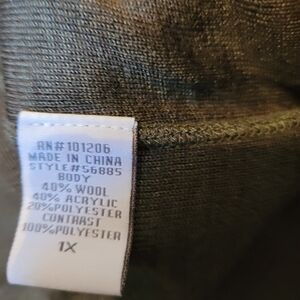 RN#101206
MADE IN CHINA
STYLE#56885
BODY
40% WOOL
40% ACRYLIC
20%POLYESTER
CONTRAST
100%POLYESTER
1X